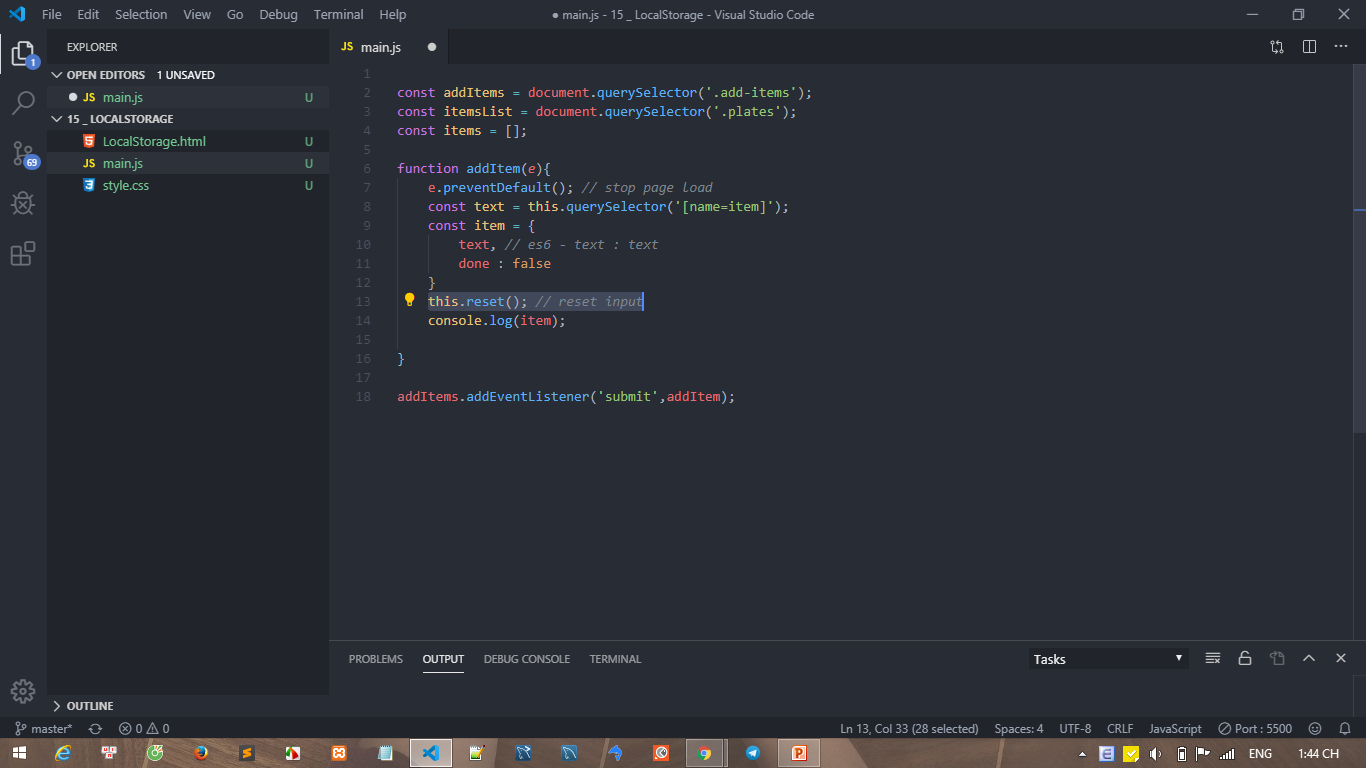 File Edit Selection View Go Debug Terminal Help
● main.js - 15 _ LocalStorage - Visual Studio Code
EXPLORER
OPEN EDITORS 1 UNSAVED
JS main.js U
15 _ LOCALSTORAGE
LocalStorage.html U
JS main.js U
style.css U
OUTLINE
JS main.js
1
2 const addItems = document.querySelector('.add-items');
3 const itemsList = document.querySelector('.plates');
4 const items = [];
5
6 function addItem(e){
7 e.preventDefault(); // stop page load
8 const text = this.querySelector('[name=item]');
9 const item = {
10 text, // es6 - text : text
11 done : false
12 }
13 this.reset(); // reset input
14 console.log(item);
15
16 }
17
18 addItems.addEventListener('submit',addItem);
PROBLEMS OUTPUT DEBUG CONSOLE TERMINAL
Tasks
1
69
master* 0 0 Ln 13, Col 33 (28 selected) Spaces: 4 UTF-8 CRLF JavaScript Port : 5500
ENG 1:44 CH